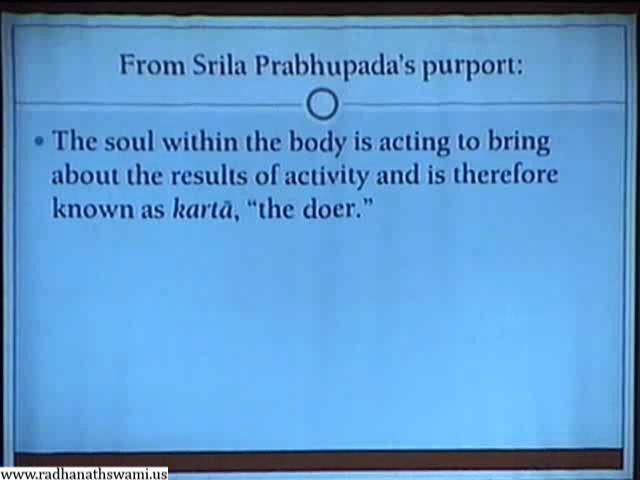 From Srila Prabhupada's purport:
• The soul within the body is acting to bring
about the results of activity and is therefore
known as kartā, “the doer.”
www.radhanathswami.us